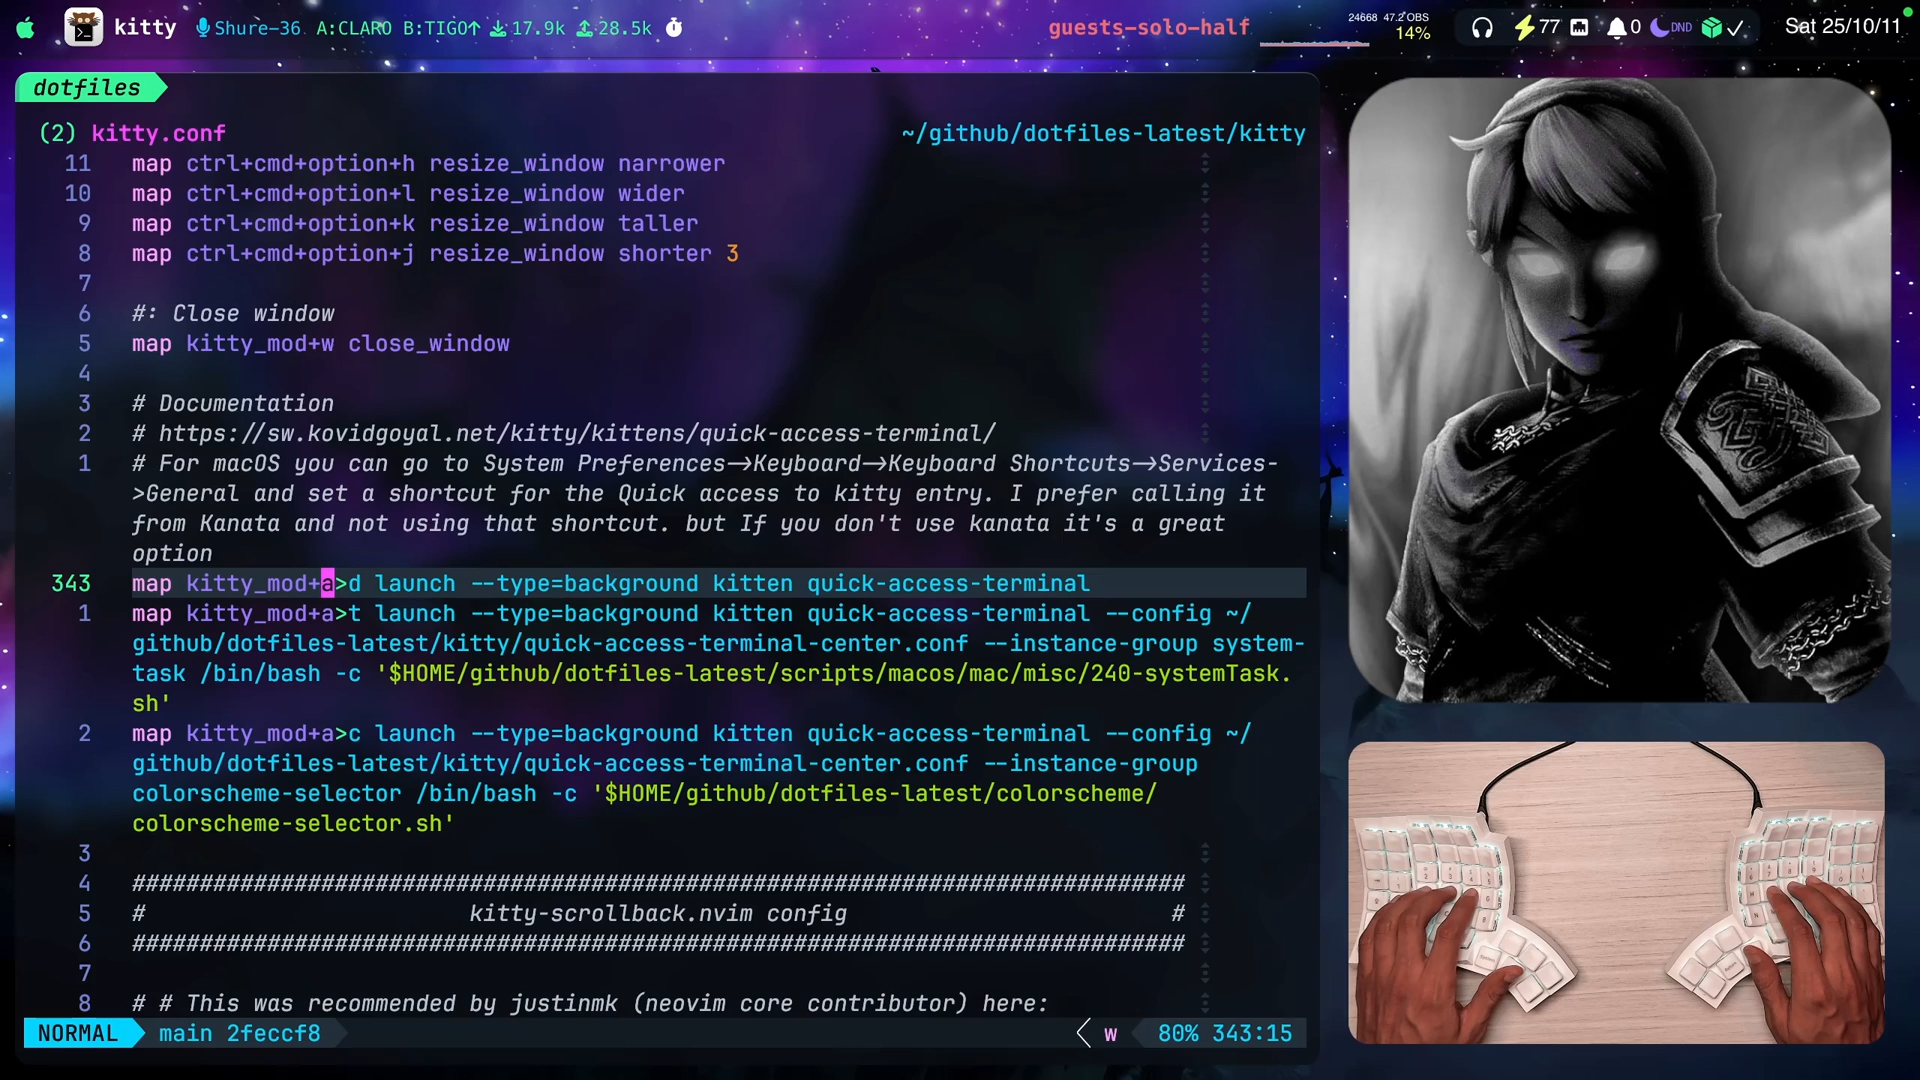 kitty Shure-36 A:CLARO B:TIGO↑ 17.9k 28.5k guests-solo-half 24668 47.2 OBS 14% 77 0 DND Sat 25/10/11
dotfiles
(2) kitty.conf ~/github/dotfiles-latest/kitty
11 map ctrl+cmd+option+h resize_window narrower
10 map ctrl+cmd+option+l resize_window wider
9 map ctrl+cmd+option+k resize_window taller
8 map ctrl+cmd+option+j resize_window shorter 3
7
6 #: Close window
5 map kitty_mod+w close_window
4
3 # Documentation
2 # https://sw.kovidgoyal.net/kitty/kittens/quick-access-terminal/
1 # For macOS you can go to System Preferences->Keyboard->Keyboard Shortcuts->Services-
>General and set a shortcut for the Quick access to kitty entry. I prefer calling it
from Kanata and not using that shortcut. but If you don't use kanata it's a great
option
343 map kitty_mod+a>d launch --type=background kitten quick-access-terminal
1 map kitty_mod+a>t launch --type=background kitten quick-access-terminal --config ~/
github/dotfiles-latest/kitty/quick-access-terminal-center.conf --instance-group system-
task /bin/bash -c '$HOME/github/dotfiles-latest/scripts/macos/mac/misc/240-systemTask.
sh'
2 map kitty_mod+a>c launch --type=background kitten quick-access-terminal --config ~/
github/dotfiles-latest/kitty/quick-access-terminal-center.conf --instance-group
colorscheme-selector /bin/bash -c '$HOME/github/dotfiles-latest/colorscheme/
colorscheme-selector.sh'
3
4 ##############################################################################
5 # kitty-scrollback.nvim config #
6 ##############################################################################
7
8 # # This was recommended by justinmk (neovim core contributor) here:
NORMAL main 2feccf8 w 80% 343:15